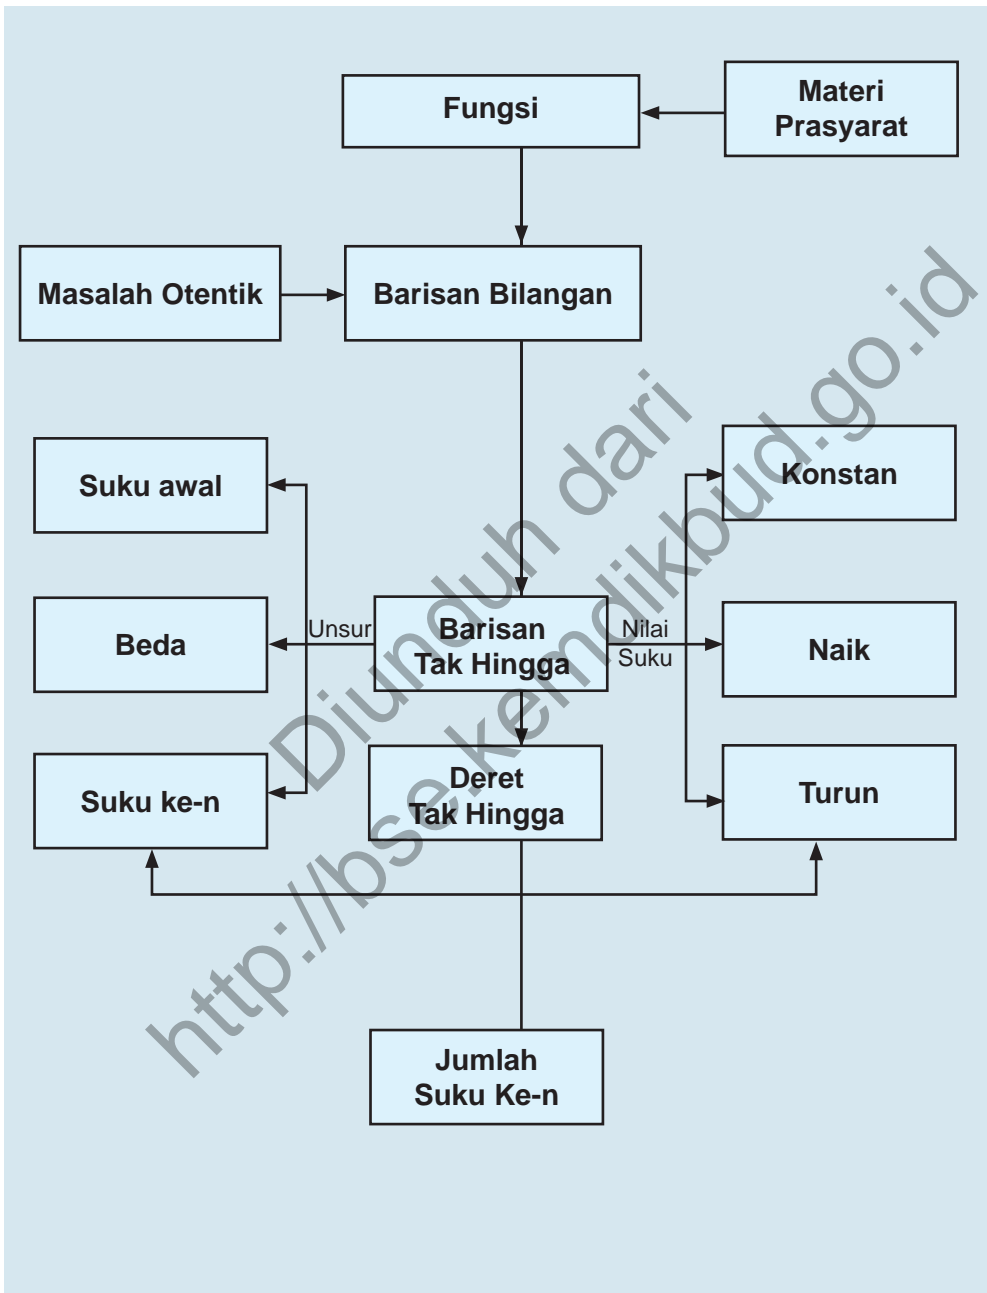 Fungsi
Materi
Prasyarat
Masalah Otentik
Barisan Bilangan
Suku awal
Konstan
Beda
Unsur
Barisan
Tak Hingga
Nilai
Suku
Naik
Suku ke-n
Deret
Tak Hingga
Turun
Jumlah
Suku Ke-n
Diunduh dari
http://bse.kemdikbud.go.id